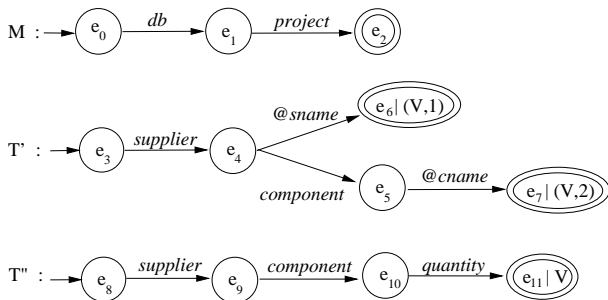 M :
e0
db
e1
project
e2
T' :
e3
supplier
e4
@sname
e6 | (V,1)
component
e5
@cname
e7 | (V,2)
T" :
e8
supplier
e9
component
e10
quantity
e11 | V